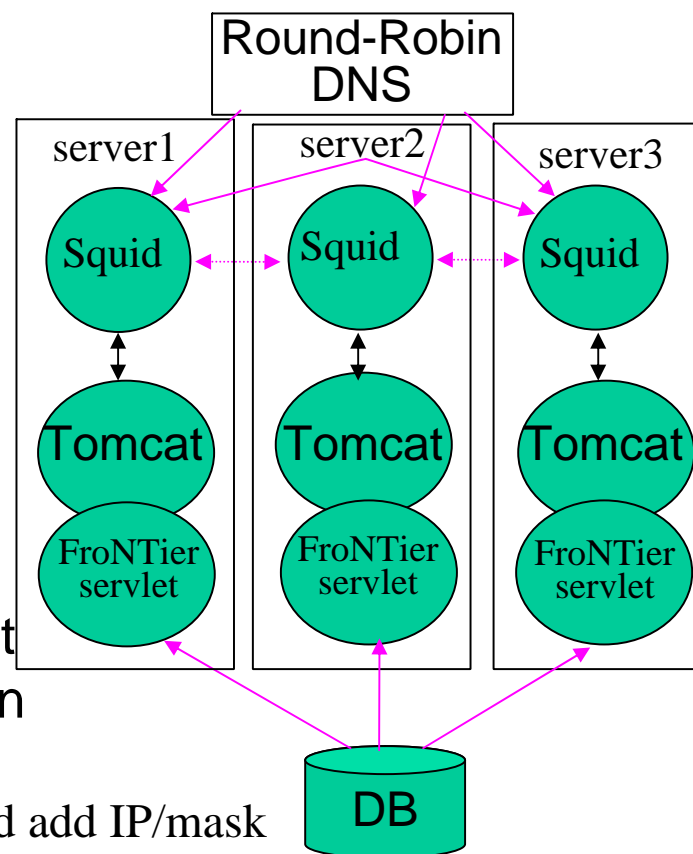 Round-Robin
DNS
server1
server2
server3
Squid
Squid
Squid
Tomcat
Tomcat
Tomcat
FroNTier
servlet
FroNTier
servlet
FroNTier
servlet
t
n
DB
d add IP/mask